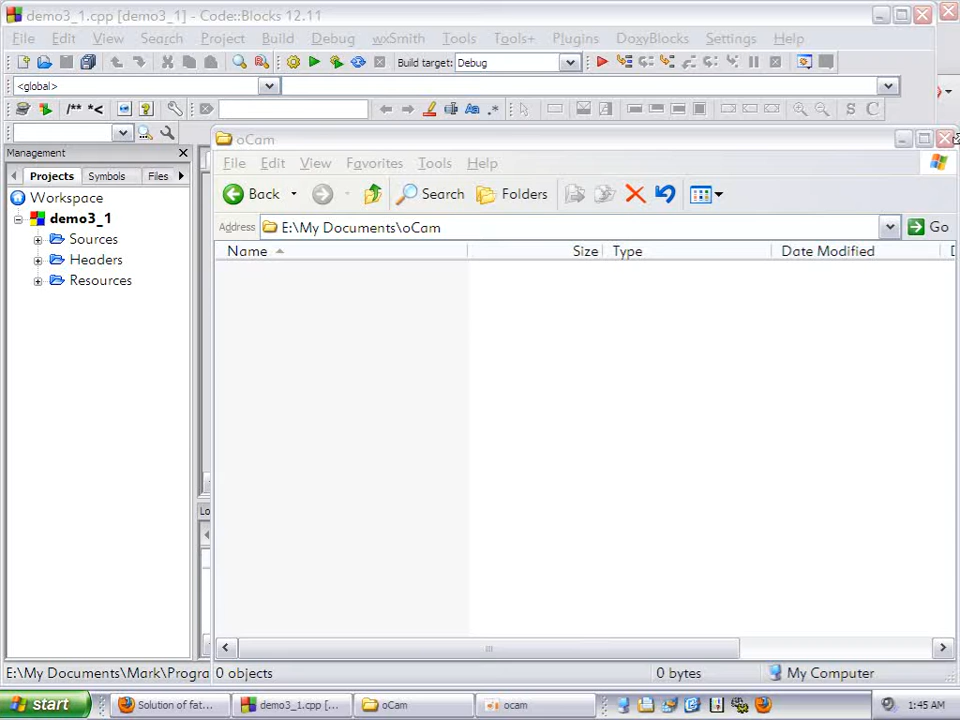 demo3_1.cpp [demo3_1] - Code::Blocks 12.11
File Edit View Search Project Build Debug wxSmith Tools Tools+ Plugins DoxyBlocks Settings Help
Build target: Debug
<global>
/** *< Aa .* S C
Management
Projects Symbols Files
Workspace
demo3_1
Sources
Headers
Resources
oCam
File Edit View Favorites Tools Help
Back Search Folders
Address E:\My Documents\oCam Go
Name Size Type Date Modified
Lo
E:\My Documents\Mark\Progra
0 objects 0 bytes My Computer
start Solution of fat... demo3_1.cpp [... oCam ocam 1:45 AM